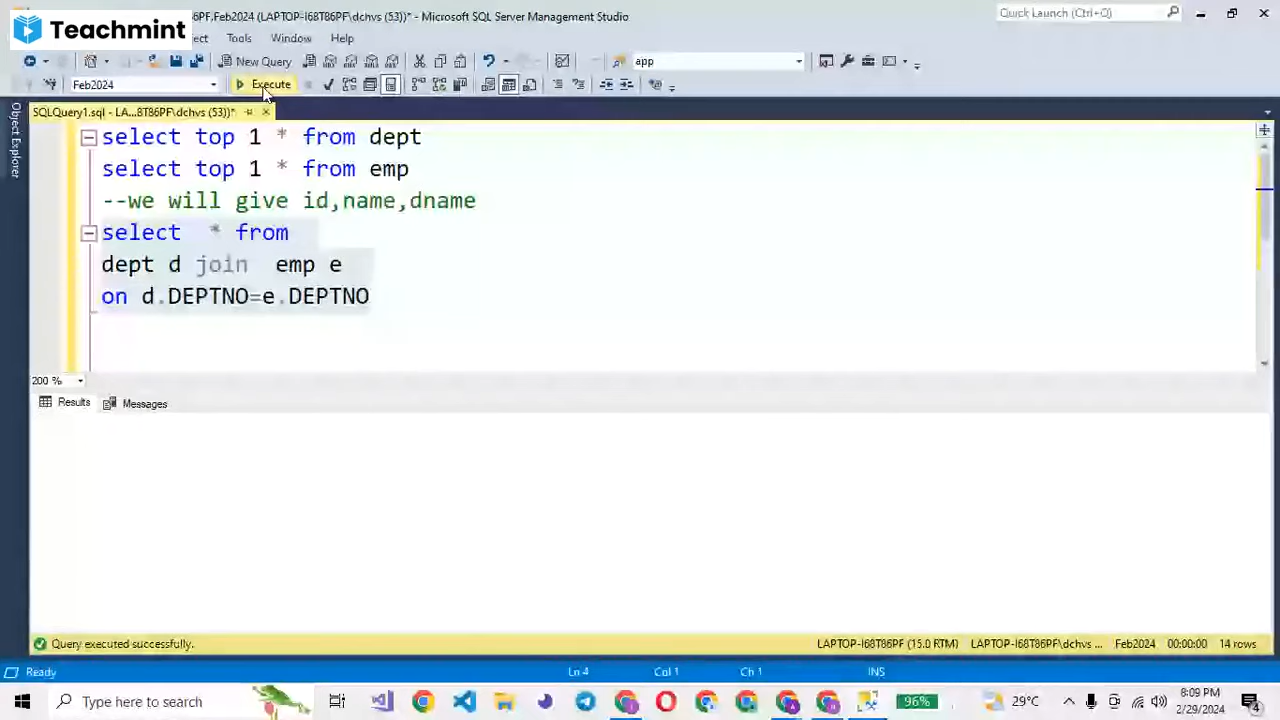 Teachmint
PF.Feb2024 (LAPTOP-I68T86PF\dchvs (53))* - Microsoft SQL Server Management Studio
Quick Launch (Ctrl+Q)
Tools Window Help
New Query
app
Feb2024
Execute
SQLQuery1.sql - LA...8T86PF\dchvs (53))*
Object Explorer
select top 1 * from dept
select top 1 * from emp
--we will give id,name,dname
select * from
dept d join emp e
on d.DEPTNO=e.DEPTNO
200 %
Results Messages
Query executed successfully.
LAPTOP-I68T86PF (15.0 RTM) LAPTOP-I68T86PF\dchvs ... Feb2024 00:00:00 14 rows
Ready
Ln 4 Col 1 Ch 1 INS
Type here to search
96%
29°C
8:09 PM
2/29/2024
4